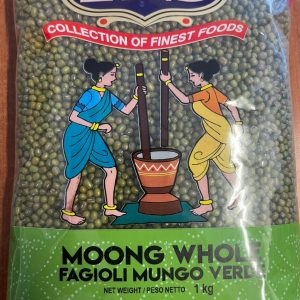 COLLECTION OF FINEST FOODS
MOONG WHOLE
FAGIOLI MUNGO VERDE
NET WEIGHT / PESO NETTO 1 kg